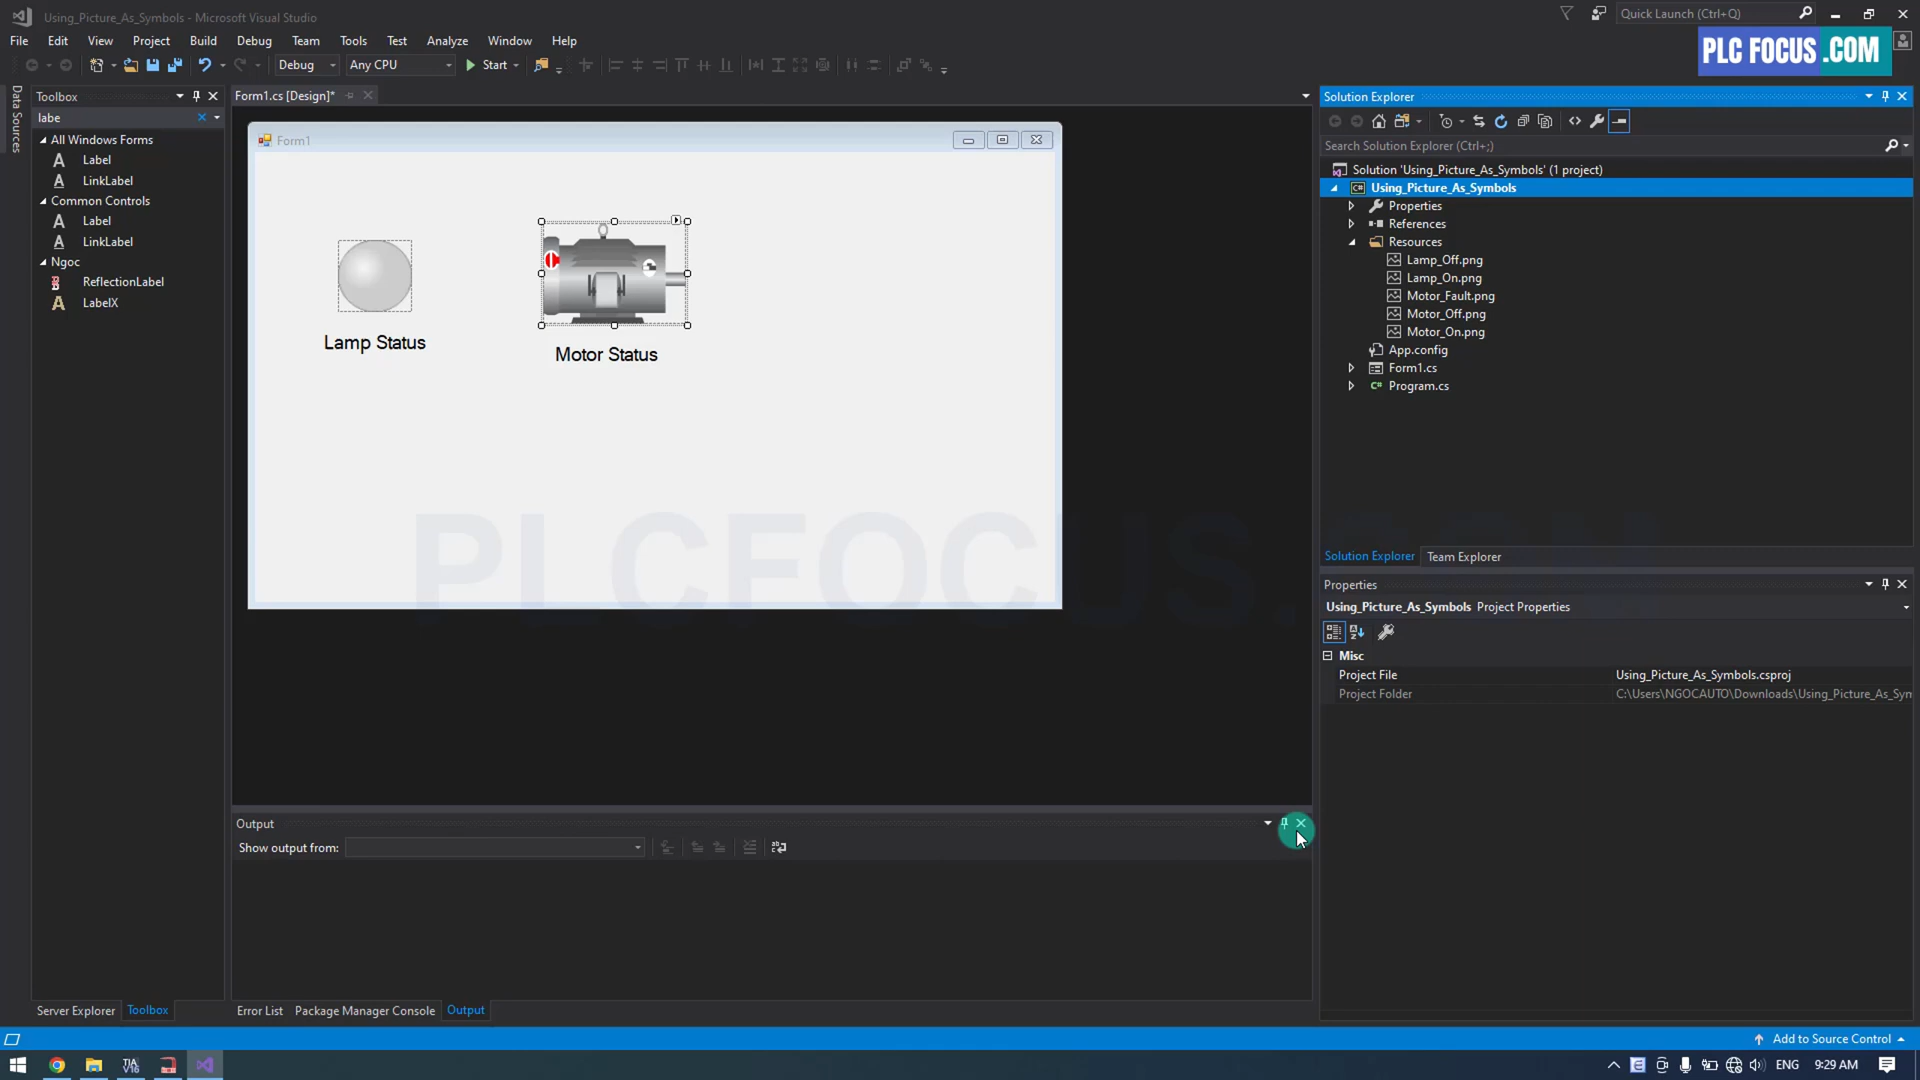 Using_Picture_As_Symbols - Microsoft Visual Studio
Quick Launch (Ctrl+Q)
File Edit View Project Build Debug Team Tools Test Analyze Window Help
PLC FOCUS .COM
Debug Any CPU Start
Data Sources
Toolbox
labe
All Windows Forms
Label
LinkLabel
Common Controls
Label
LinkLabel
Ngoc
ReflectionLabel
LabelX
Form1.cs [Design]*
Form1
Lamp Status
Motor Status
PLCFOCUS.COM
Output
Show output from:
Solution Explorer
Search Solution Explorer (Ctrl+;)
Solution 'Using_Picture_As_Symbols' (1 project)
Using_Picture_As_Symbols
Properties
References
Resources
Lamp_Off.png
Lamp_On.png
Motor_Fault.png
Motor_Off.png
Motor_On.png
App.config
Form1.cs
Program.cs
Solution Explorer Team Explorer
Properties
Using_Picture_As_Symbols Project Properties
Misc
Project File Using_Picture_As_Symbols.csproj
Project Folder C:\Users\NGOCAUTO\Downloads\Using_Picture_As_Sym
Server Explorer Toolbox
Error List Package Manager Console Output
Add to Source Control
TIA V16
ENG 9:29 AM